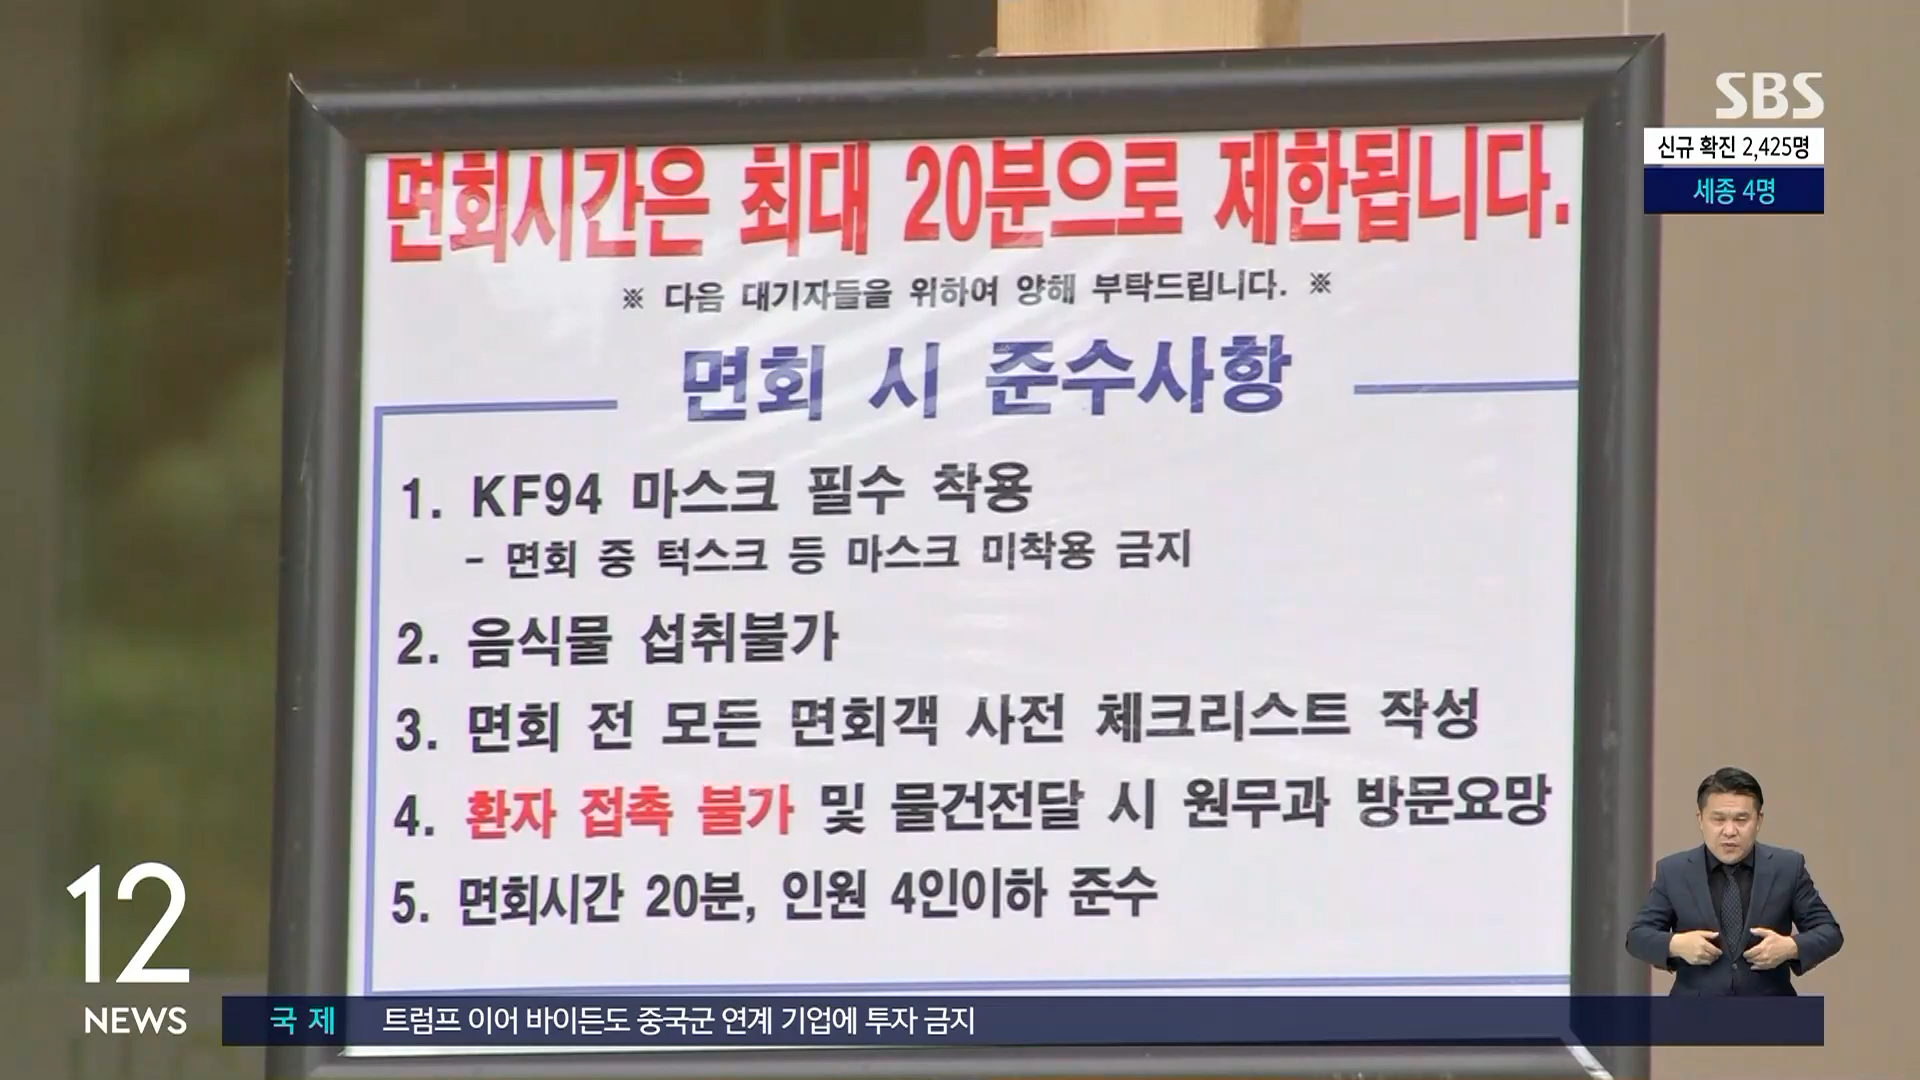 SBS
신규 확진 2,425명
세종 4명
면회시간은 최대 20분으로 제한됩니다.
※ 다음 대기자들을 위하여 양해 부탁드립니다. ※
면회 시 준수사항
1. KF94 마스크 필수 착용
- 면회 중 턱스크 등 마스크 미착용 금지
2. 음식물 섭취불가
3. 면회 전 모든 면회객 사전 체크리스트 작성
4. 환자 접촉 불가 및 물건전달 시 원무과 방문요망
5. 면회시간 20분, 인원 4인이하 준수
12
NEWS
국 제 트럼프 이어 바이든도 중국군 연계 기업에 투자 금지